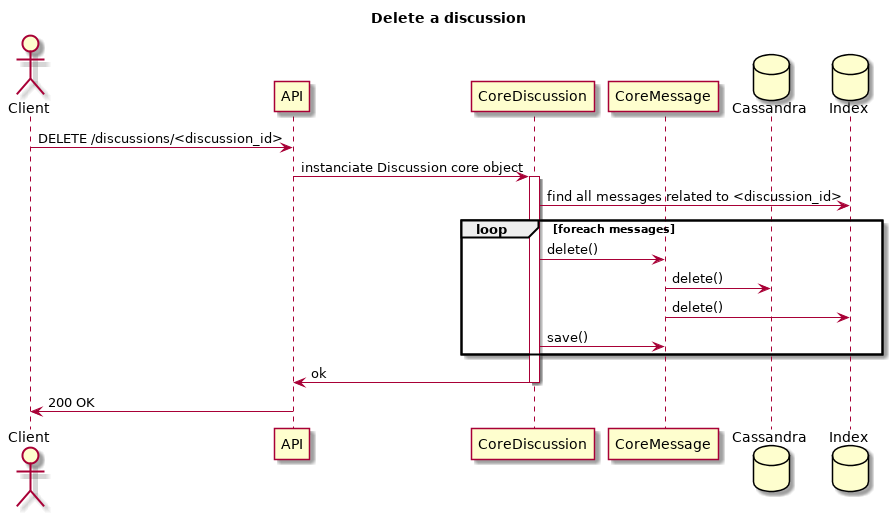 Delete a discussion
Client
API
CoreDiscussion
CoreMessage
Cassandra
Index
DELETE /discussions/<discussion_id>
instanciate Discussion core object
find all messages related to <discussion_id>
loop
[foreach messages]
delete()
delete()
delete()
save()
ok
200 OK
Client
API
CoreDiscussion
CoreMessage
Cassandra
Index